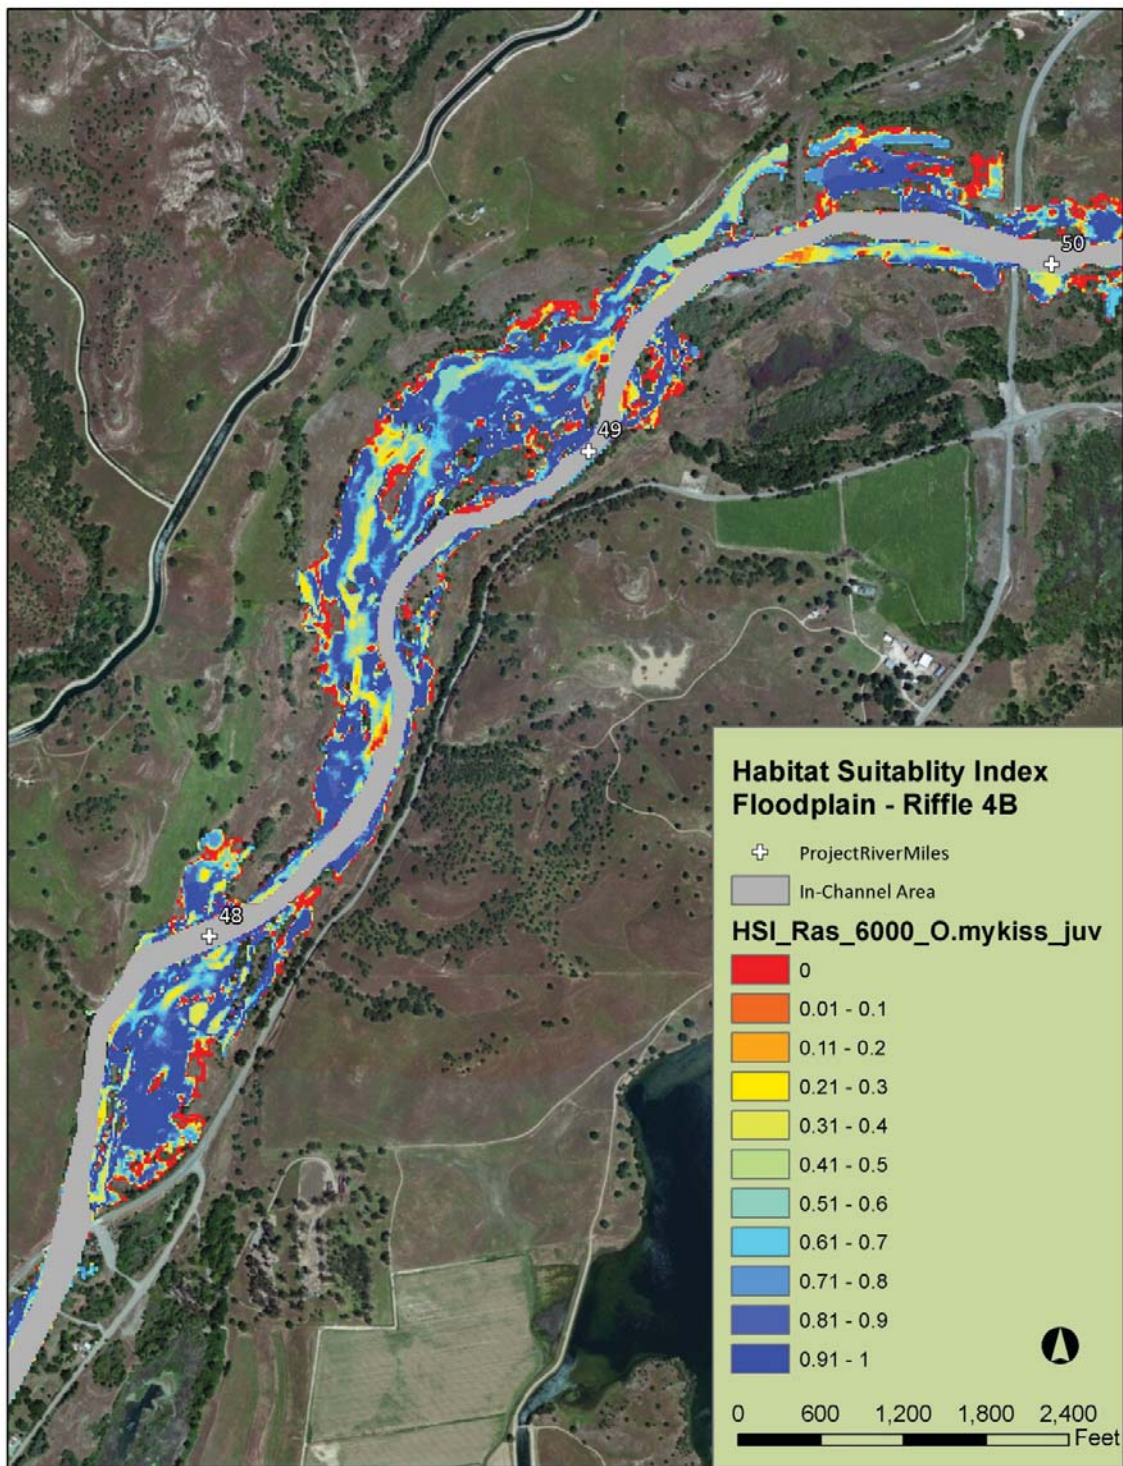 50
49
48
Habitat Suitablity Index
Floodplain - Riffle 4B
ProjectRiverMiles
In-Channel Area
HSI_Ras_6000_O.mykiss_juv
0
0.01 - 0.1
0.11 - 0.2
0.21 - 0.3
0.31 - 0.4
0.41 - 0.5
0.51 - 0.6
0.61 - 0.7
0.71 - 0.8
0.81 - 0.9
0.91 - 1
0 600 1,200 1,800 2,400
Feet